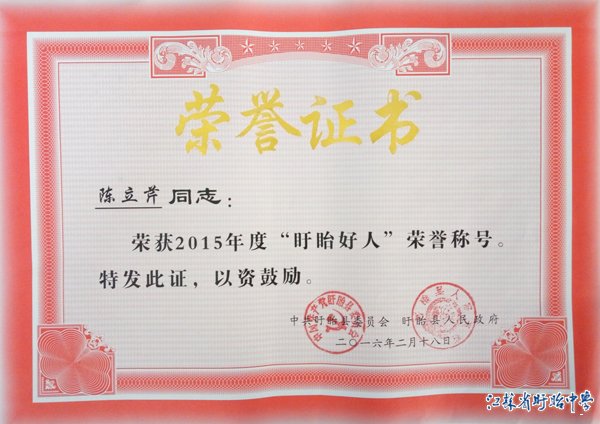 荣誉证书
陈立芹 同志：
荣获2015年度“盱眙好人”荣誉称号。
特发此证，以资鼓励。
中共盱眙县委员会 盱眙县人民政府
二〇一六年二月十八日
江苏省盱眙中学